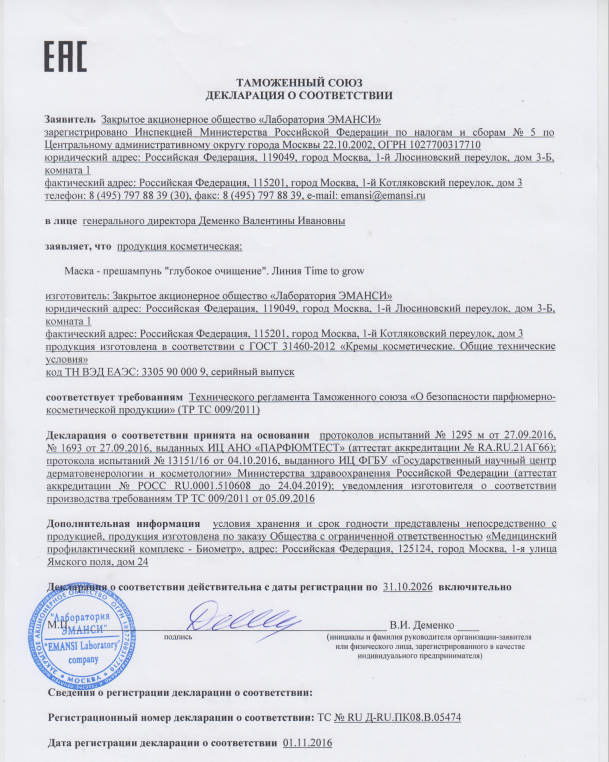 EAC
ТАМОЖЕННЫЙ СОЮЗ
ДЕКЛАРАЦИЯ О СООТВЕТСТВИИ
Заявитель Закрытое акционерное общество «Лаборатория ЭМАНСИ»
зарегистрировано Инспекцией Министерства Российской Федерации по налогам и сборам № 5 по
Центральному административному округу города Москвы 22.10.2002, ОГРН 1027700317710
юридический адрес: Российская Федерация, 119049, город Москва, 1-й Люсиновский переулок, дом 3-Б,
комната 1
фактический адрес: Российская Федерация, 115201, город Москва, 1-й Котляковский переулок, дом 3
телефон: 8 (495) 797 88 39 (30), факс: 8 (495) 797 88 39, e-mail: emansi@emansi.ru
в лице генерального директора Деменко Валентины Ивановны
заявляет, что продукция косметическая:
Маска - прешампунь "глубокое очищение". Линия Time to grow
изготовитель: Закрытое акционерное общество «Лаборатория ЭМАНСИ»
юридический адрес: Российская Федерация, 119049, город Москва, 1-й Люсиновский переулок, дом 3-Б,
комната 1
фактический адрес: Российская Федерация, 115201, город Москва, 1-й Котляковский переулок, дом 3
продукция изготовлена в соответствии с ГОСТ 31460-2012 «Кремы косметические. Общие технические
условия»
код ТН ВЭД ЕАЭС: 3305 90 000 9, серийный выпуск
соответствует требованиям Технического регламента Таможенного союза «О безопасности парфюмерно-
косметической продукции» (ТР ТС 009/2011)
Декларация о соответствии принята на основании протоколов испытаний № 1295 м от 27.09.2016,
№ 1693 от 27.09.2016, выданных ИЦ АНО «ПАРФЮМТЕСТ» (аттестат аккредитации № RA.RU.21АГ66);
протокола испытаний № 13151/16 от 04.10.2016, выданного ИЦ ФГБУ «Государственный научный центр
дерматовенерологии и косметологии» Министерства здравоохранения Российской Федерации (аттестат
аккредитации № РОСС RU.0001.510608 до 24.04.2019); уведомления изготовителя о соответствии
производства требованиям ТР ТС 009/2011 от 05.09.2016
Дополнительная информация условия хранения и срок годности представлены непосредственно с
продукцией, продукция изготовлена по заказу Общества с ограниченной ответственностью «Медицинский
профилактический комплекс - Биометр», адрес: Российская Федерация, 125124, город Москва, 1-я улица
Ямского поля, дом 24
Декларация о соответствии действительна с даты регистрации по 31.10.2026 включительно
М.П. В.И. Деменко
подпись (инициалы и фамилия руководителя организации-заявителя
или физического лица, зарегистрированного в качестве
индивидуального предпринимателя)
"Лаборатория
ЭМАНСИ"
"EMANSI Laboratory"
company
ЗАКРЫТОЕ АКЦИОНЕРНОЕ ОБЩЕСТВО ОГРН 1027700317710
МОСКВА
Сведения о регистрации декларации о соответствии:
Регистрационный номер декларации о соответствии: ТС № RU Д-RU.ПК08.В.05474
Дата регистрации декларации о соответствии 01.11.2016